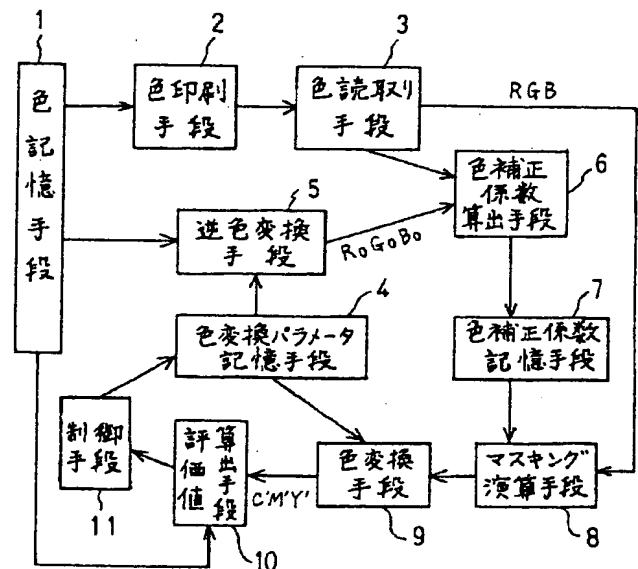 1
色記憶手段
2
色印刷
手段
3
色読取り
手段
RGB
色補正
係数
算出手段
6
5
逆色変換
手段
R₀G₀B₀
4
色変換パラメータ
記憶手段
7
色補正係数
記憶手段
制御
手段
11
評価値
算出手段
10
C'M'Y'
色変換
手段
9
マスキング
演算手段
8